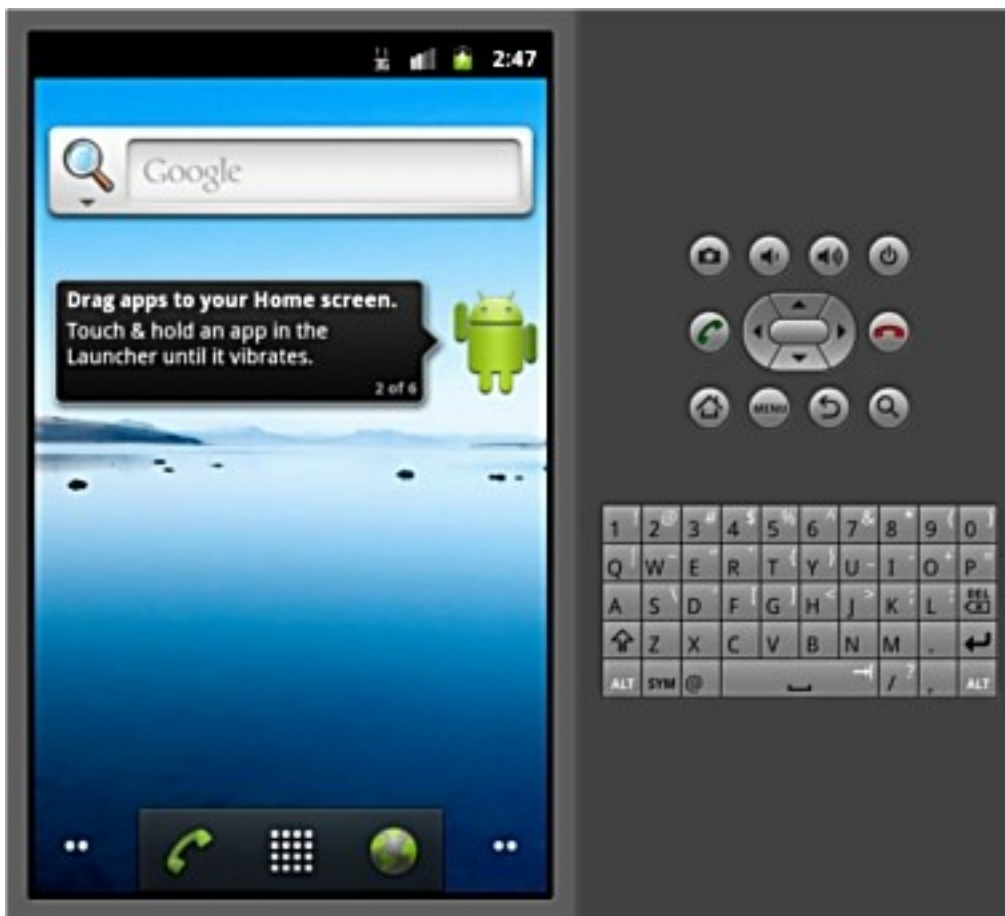 3G 2:47
Google
Drag apps to your Home screen.
Touch & hold an app in the
Launcher until it vibrates.
2 of 6
MENU
1 ! 2 @ 3 # 4 $ 5 % 6 ^ 7 & 8 * 9 ( 0 )
Q | W ~ E " R ` T { Y } U _ I - O + P =
A S \ D ' F [ G ] H < J > K ; L : DEL
Z X C V B N M .
ALT SYM @ / ? , ALT